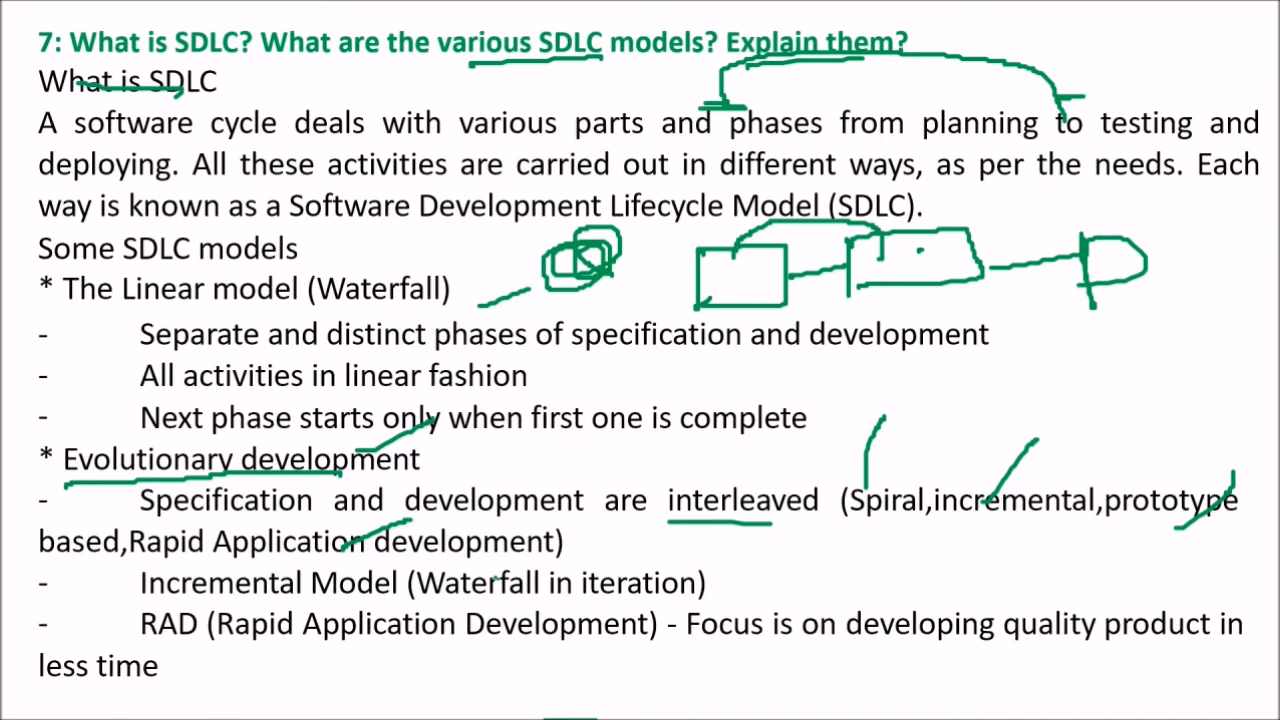 7: What is SDLC? What are the various SDLC models? Explain them?
What is SDLC
A software cycle deals with various parts and phases from planning to testing and
deploying. All these activities are carried out in different ways, as per the needs. Each
way is known as a Software Development Lifecycle Model (SDLC).
Some SDLC models
* The Linear model (Waterfall)
- Separate and distinct phases of specification and development
- All activities in linear fashion
- Next phase starts only when first one is complete
* Evolutionary development
- Specification and development are interleaved (Spiral,incremental,prototype
based,Rapid Application development)
- Incremental Model (Waterfall in iteration)
- RAD (Rapid Application Development) - Focus is on developing quality product in
less time